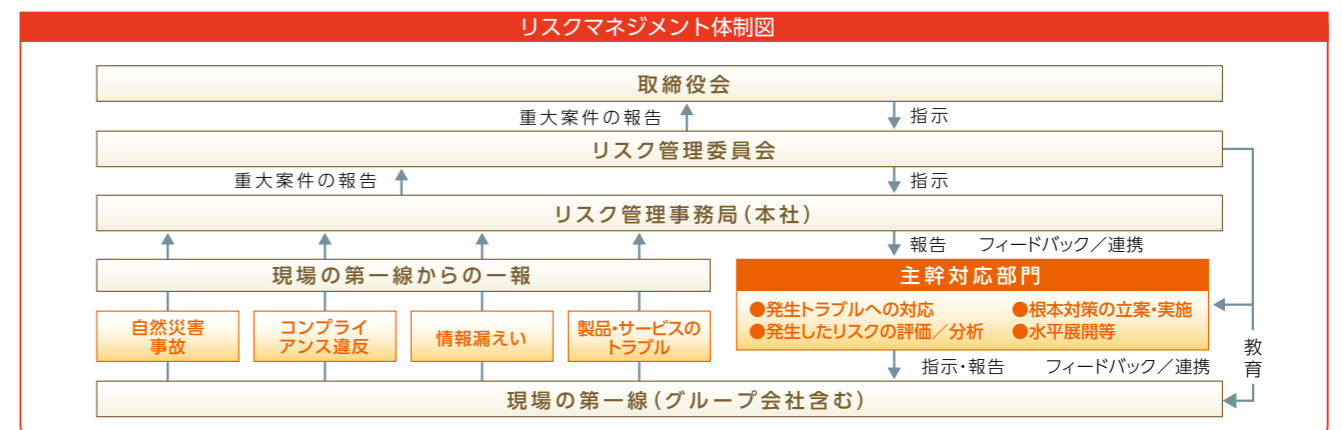 リスクマネジメント体制図
取締役会
重大案件の報告
指示
リスク管理委員会
重大案件の報告
指示
リスク管理事務局（本社）
報告 フィードバック／連携
現場の第一線からの一報
主幹対応部門
●発生トラブルへの対応
●根本対策の立案・実施
●発生したリスクの評価／分析
●水平展開等
自然災害
事故
コンプライ
アンス違反
情報漏えい
製品・サービスの
トラブル
指示・報告 フィードバック／連携
教育
現場の第一線（グループ会社含む）